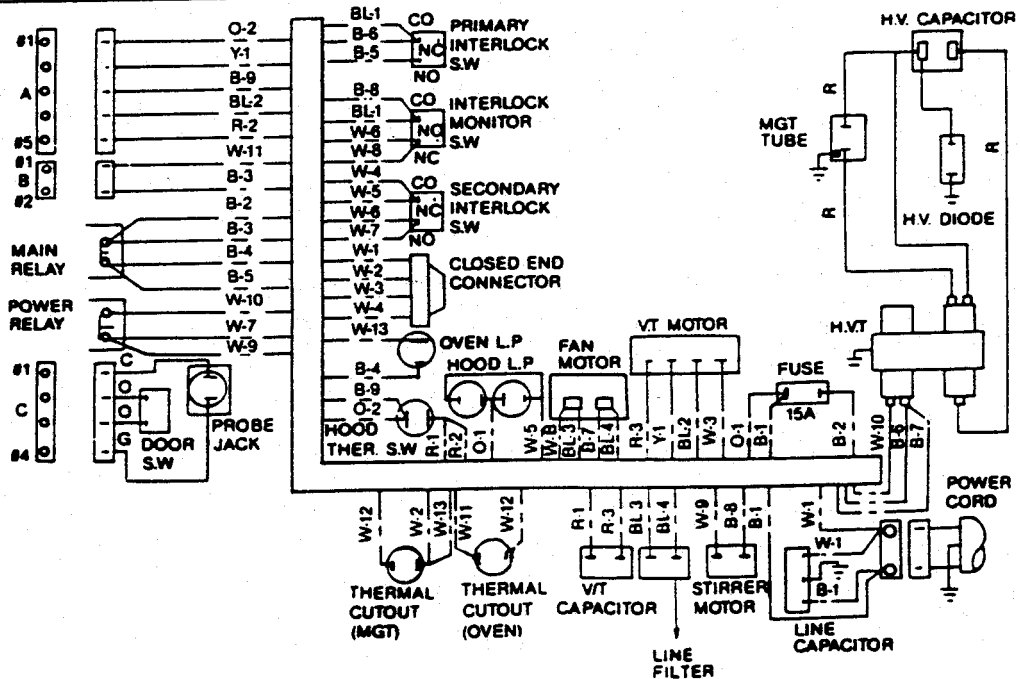 #1
A
#5
#1
B
#2
MAIN
RELAY
POWER
RELAY
#1
C
#4
O-2
Y-1
B-9
BL-2
R-2
W-11
B-3
B-2
B-3
B-4
B-5
W-10
W-7
W-9
C
O
O
G
DOOR
S.W
PROBE
JACK
BL-1
B-6
B-5
CO
NC
NO
PRIMARY
INTERLOCK
S.W
B-8
BL-1
W-6
W-8
CO
NO
NC
INTERLOCK
MONITOR
S.W
W-4
W-5
W-6
W-7
CO
NC
NO
SECONDARY
INTERLOCK
S.W
W-1
W-2
W-3
W-4
CLOSED END
CONNECTOR
W-13
B-4
OVEN L.P
B-9
O-2
HOOD
THER. S.W
HOOD L.P
R-1
R-2
O-1
W-5
W-8
FAN
MOTOR
BL-3
B-7
BL-4
V.T MOTOR
R-3
Y-1
BL2
W-3
FUSE
15A
O-1
B-1
B-2
W-10
B-6
B-7
H.V. CAPACITOR
R
R
R
MGT
TUBE
H.V. DIODE
H.V.T
POWER
CORD
W-12
W-2
W-13
W-11
W-12
THERMAL
CUTOUT
(MGT)
THERMAL
CUTOUT
(OVEN)
R-1
R-3
BL 3
BL-4
V/T
CAPACITOR
LINE
FILTER
W-9
B-8
B-1
STIRRER
MOTOR
W-1
W-1
B-1
LINE
CAPACITOR